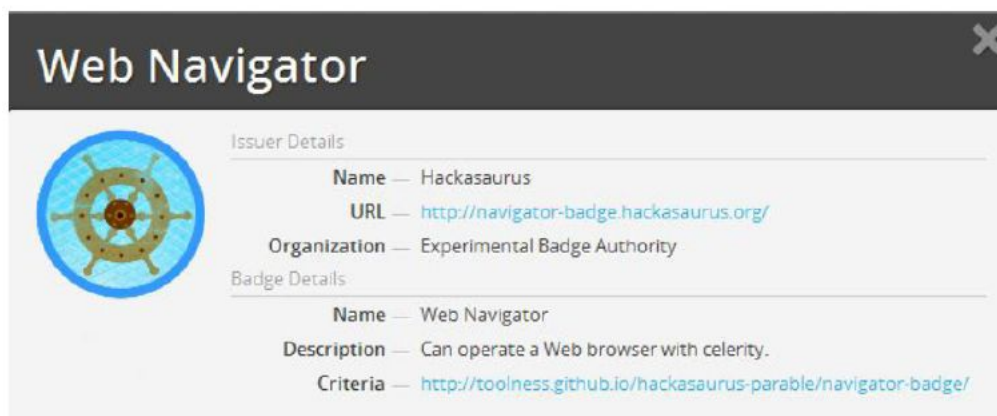 Web Navigator
Issuer Details
Name — Hackasaurus
URL — http://navigator-badge.hackasaurus.org/
Organization — Experimental Badge Authority
Badge Details
Name — Web Navigator
Description — Can operate a Web browser with celerity.
Criteria — http://toolness.github.io/hackasaurus-parable/navigator-badge/